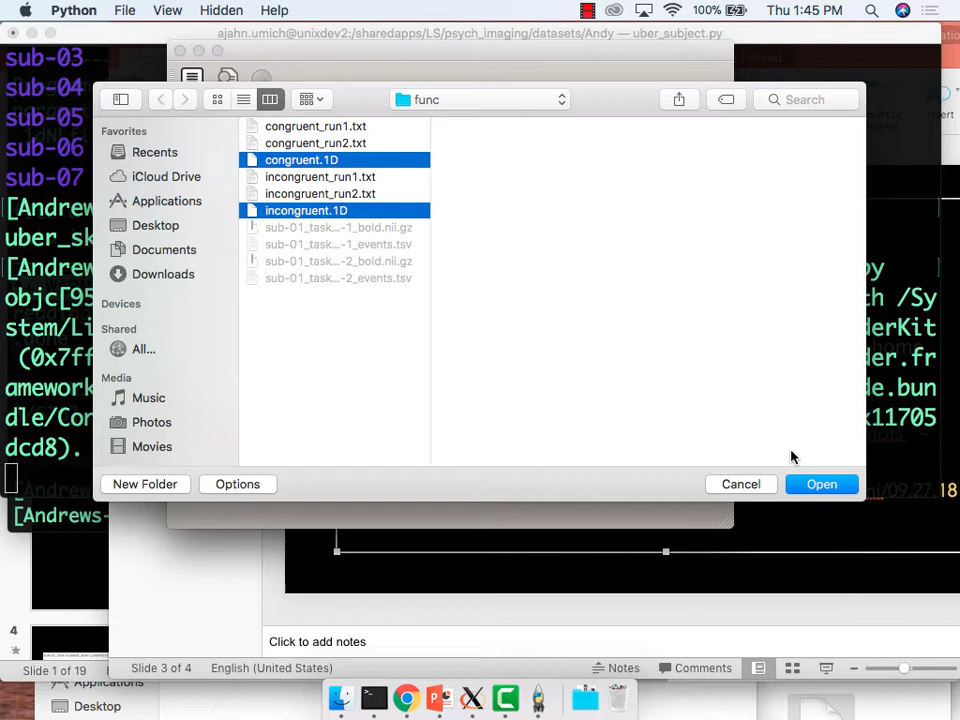 Python File View Hidden Help 100% Thu 1:45 PM
ajahn.umich@unixdev2:/sharedapps/LS/psych_imaging/datasets/Andy — uber_subject.py
sub-03
sub-04
sub-05
sub-06
sub-07
[Andrew
uber_sk
[Andrew
objc[95
stem/Li
(0x7ff
amework
dle/Cor
dcd8).
[Andrews-
func
Search
Favorites
Recents
iCloud Drive
Applications
Desktop
Documents
Downloads
Devices
Shared
All...
Media
Music
Photos
Movies
congruent_run1.txt
congruent_run2.txt
congruent.1D
incongruent_run1.txt
incongruent_run2.txt
incongruent.1D
sub-01_task...-1_bold.nii.gz
sub-01_task...-1_events.tsv
sub-01_task...-2_bold.nii.gz
sub-01_task...-2_events.tsv
New Folder
Options
Cancel
Open
py
ch /Sy
derKit
der.fr
de.bun
x11705
09.27.18
4
Click to add notes
Slide 1 of 19
Slide 3 of 4
English (United States)
Notes
Comments
Applications
Desktop